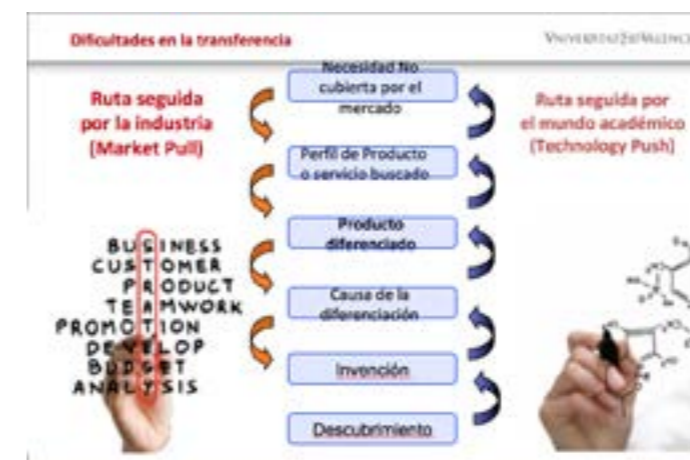 Dificultades en la transferencia
VNIVERSITATĐVALÈNCIA
Ruta seguida
por la industria
(Market Pull)
Necesidad No
cubierta por el
mercado
Perfil de Producto
o servicio buscado
Producto
diferenciado
Causa de la
diferenciación
Invención
Descubrimiento
Ruta seguida por
el mundo académico
(Technology Push)
BUSINESS
CUSTOMER
PRODUCT
TEAMWORK
PROMOTION
DEVELOP
BUDGET
ANALYSIS